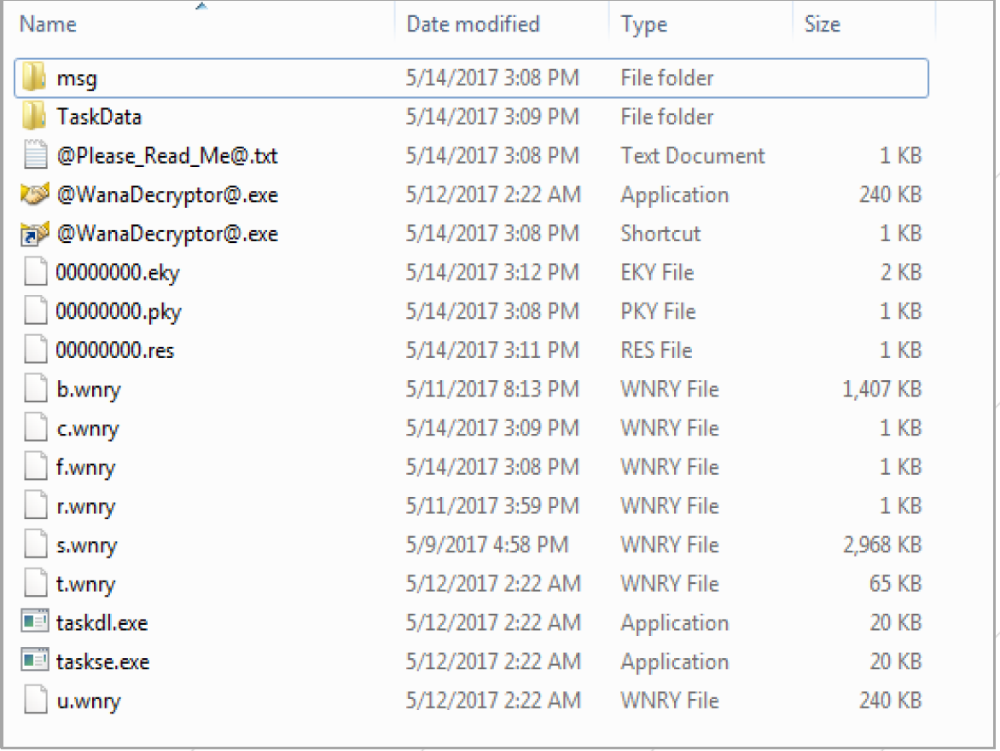 Name Date modified Type Size
msg 5/14/2017 3:08 PM File folder
TaskData 5/14/2017 3:09 PM File folder
@Please_Read_Me@.txt 5/14/2017 3:08 PM Text Document 1 KB
@WanaDecryptor@.exe 5/12/2017 2:22 AM Application 240 KB
@WanaDecryptor@.exe 5/14/2017 3:08 PM Shortcut 1 KB
00000000.eky 5/14/2017 3:12 PM EKY File 2 KB
00000000.pky 5/14/2017 3:08 PM PKY File 1 KB
00000000.res 5/14/2017 3:11 PM RES File 1 KB
b.wnry 5/11/2017 8:13 PM WNRY File 1,407 KB
c.wnry 5/14/2017 3:09 PM WNRY File 1 KB
f.wnry 5/14/2017 3:08 PM WNRY File 1 KB
r.wnry 5/11/2017 3:59 PM WNRY File 1 KB
s.wnry 5/9/2017 4:58 PM WNRY File 2,968 KB
t.wnry 5/12/2017 2:22 AM WNRY File 65 KB
taskdl.exe 5/12/2017 2:22 AM Application 20 KB
taskse.exe 5/12/2017 2:22 AM Application 20 KB
u.wnry 5/12/2017 2:22 AM WNRY File 240 KB